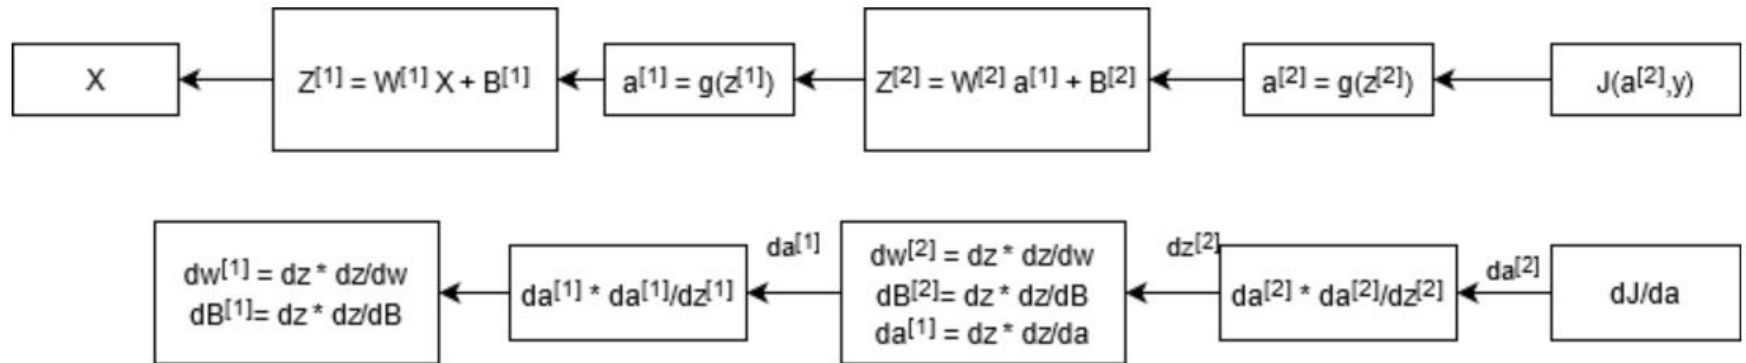 X
Z[1] = W[1] X + B[1]
a[1] = g(z[1])
Z[2] = W[2] a[1] + B[2]
a[2] = g(z[2])
J(a[2],y)
dw[1] = dz * dz/dw
dB[1]= dz * dz/dB
da[1] * da[1]/dz[1]
da[1]
dw[2] = dz * dz/dw
dB[2]= dz * dz/dB
da[1] = dz * dz/da
dz[2]
da[2] * da[2]/dz[2]
da[2]
dJ/da